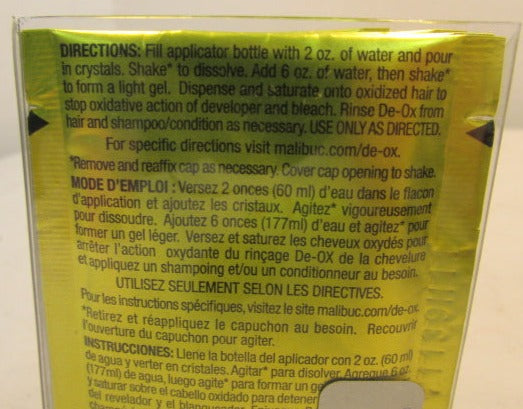 DIRECTIONS: Fill applicator bottle with 2 oz. of water and pour
in crystals. Shake* to dissolve. Add 6 oz. of water, then shake*
to form a light gel. Dispense and saturate onto oxidized hair to
stop oxidative action of developer and bleach. Rinse De-Ox from
hair and shampoo/condition as necessary. USE ONLY AS DIRECTED.
For specific directions visit malibuc.com/de-ox.
*Remove and reaffix cap as necessary. Cover cap opening to shake.
MODE D'EMPLOI : Versez 2 onces (60 ml) d'eau dans le flacon
d'application et ajoutez les cristaux. Agitez* vigoureusement
pour dissoudre. Ajoutez 6 onces (177ml) d'eau et agitez* pour
former un gel léger. Versez et saturez les cheveux oxydés pour
arrêter l'action oxydante du rinçage De-OX de la chevelure
et appliquez un shampoing et/ou un conditionneur au besoin.
UTILISEZ SEULEMENT SELON LES DIRECTIVES.
Pour les instructions spécifiques, visitez le site malibuc.com/de-ox.
*Retirez et réappliquez le capuchon au besoin. Recouvrir
l'ouverture du capuchon pour agiter.
INSTRUCCIONES: Llene la botella del aplicador con 2 oz. (60 ml)
de agua y verter en cristales. Agitar* para disolver. Agregue 6 oz.
(177ml) de agua, luego agite* para formar un gel
y saturar sobre el cabello oxidado para detener
del revelador y el blanqueador.